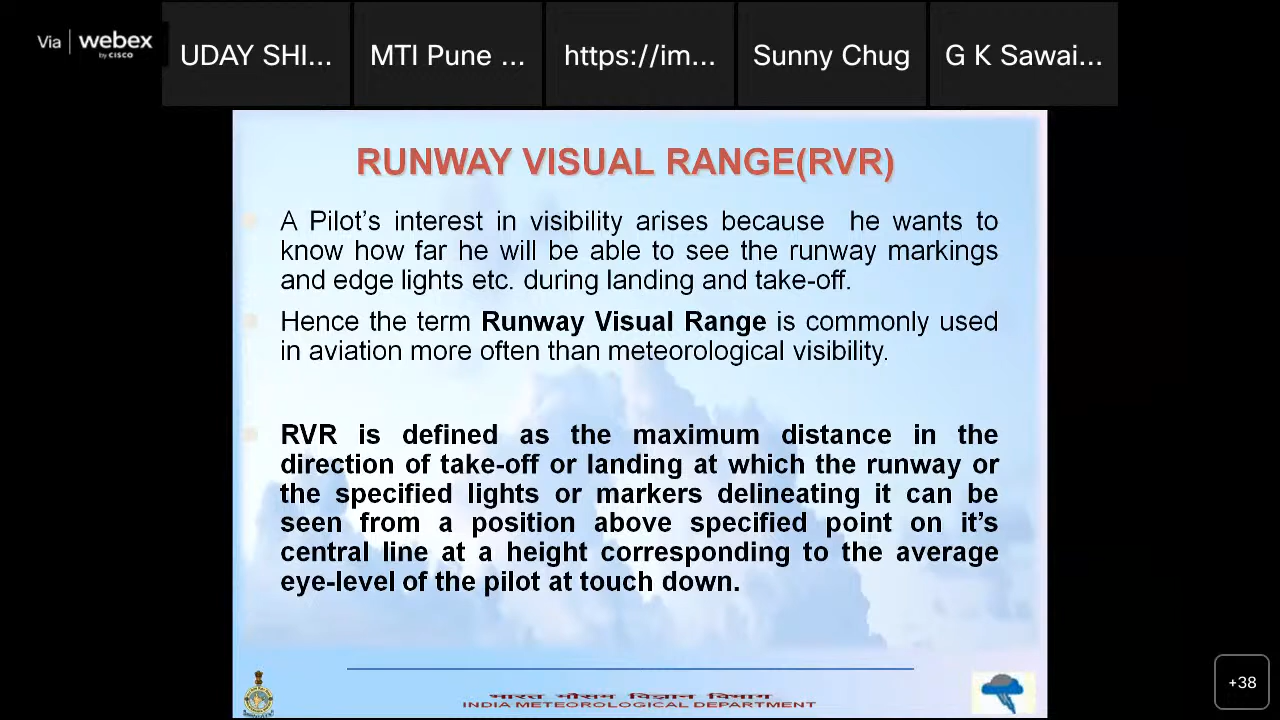 Via webex
by CISCO
UDAY SHI...
MTI Pune ...
https://im...
Sunny Chug
G K Sawai...
RUNWAY VISUAL RANGE(RVR)
A Pilot’s interest in visibility arises because he wants to
know how far he will be able to see the runway markings
and edge lights etc. during landing and take-off.
Hence the term Runway Visual Range is commonly used
in aviation more often than meteorological visibility.
RVR is defined as the maximum distance in the
direction of take-off or landing at which the runway or
the specified lights or markers delineating it can be
seen from a position above specified point on it’s
central line at a height corresponding to the average
eye-level of the pilot at touch down.
भारत मौसम विज्ञान विभाग
INDIA METEOROLOGICAL DEPARTMENT
+38